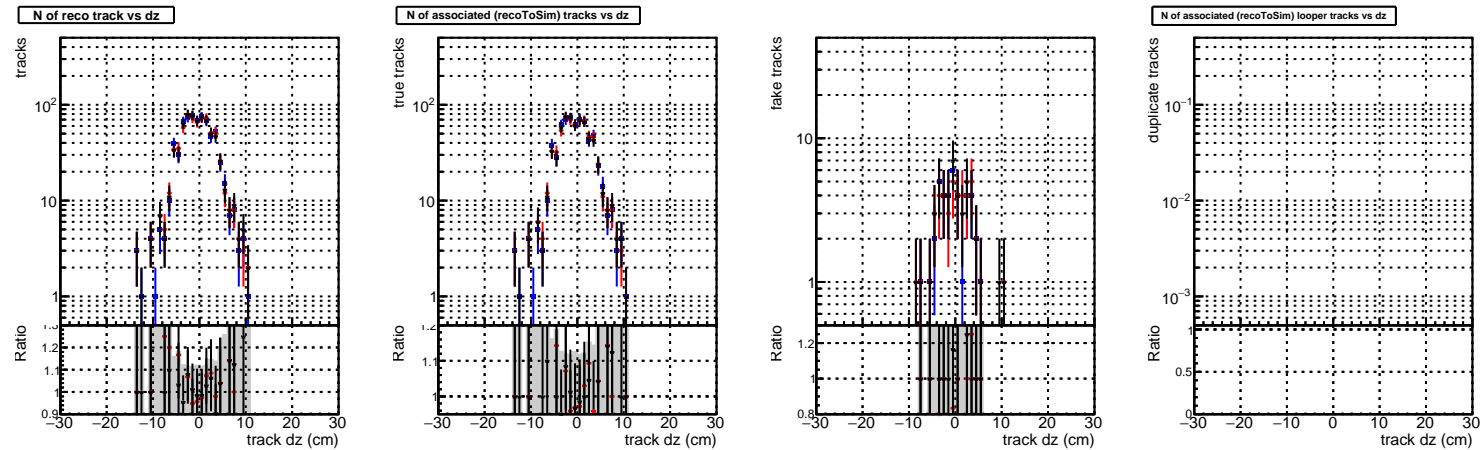 N of reco track vs dz
tracks
10²
10
1
Ratio
1.3
1.2
1.1
1
0.9
−30 −20 −10 0 10 20 30
track dz (cm)
N of associated (recoToSim) tracks vs dz
true tracks
10²
10
1
Ratio
1.2
1.1
1
−30 −20 −10 0 10 20 30
track dz (cm)
fake tracks
10
1
Ratio
1.2
1
0.8
−30 −20 −10 0 10 20 30
track dz (cm)
N of associated (recoToSim) looper tracks vs dz
duplicate tracks
10⁻¹
10⁻²
10⁻³
Ratio
1
0.5
0
−30 −20 −10 0 10 20 30
track dz (cm)